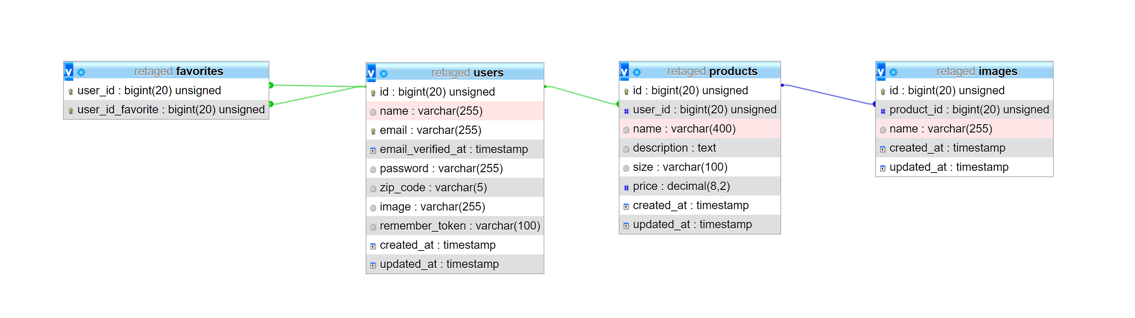 retaged favorites
user_id : bigint(20) unsigned
user_id_favorite : bigint(20) unsigned
retaged users
id : bigint(20) unsigned
name : varchar(255)
email : varchar(255)
email_verified_at : timestamp
password : varchar(255)
zip_code : varchar(5)
image : varchar(255)
remember_token : varchar(100)
created_at : timestamp
updated_at : timestamp
retaged products
id : bigint(20) unsigned
user_id : bigint(20) unsigned
name : varchar(400)
description : text
size : varchar(100)
price : decimal(8,2)
created_at : timestamp
updated_at : timestamp
retaged images
id : bigint(20) unsigned
product_id : bigint(20) unsigned
name : varchar(255)
created_at : timestamp
updated_at : timestamp